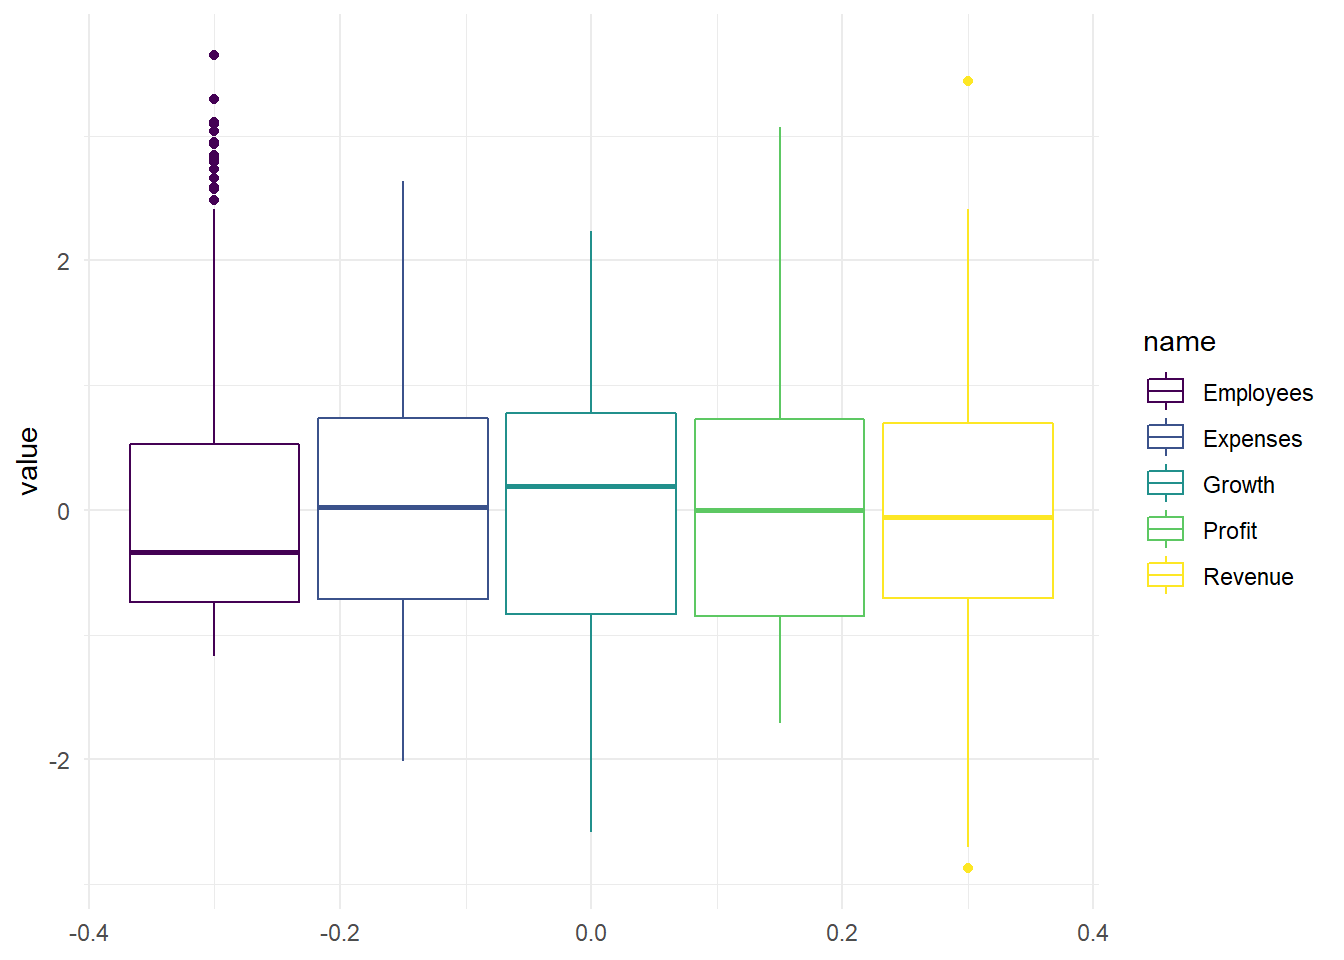 value
2
0
-2
-0.4
-0.2
0.0
0.2
0.4
name
Employees
Expenses
Growth
Profit
Revenue